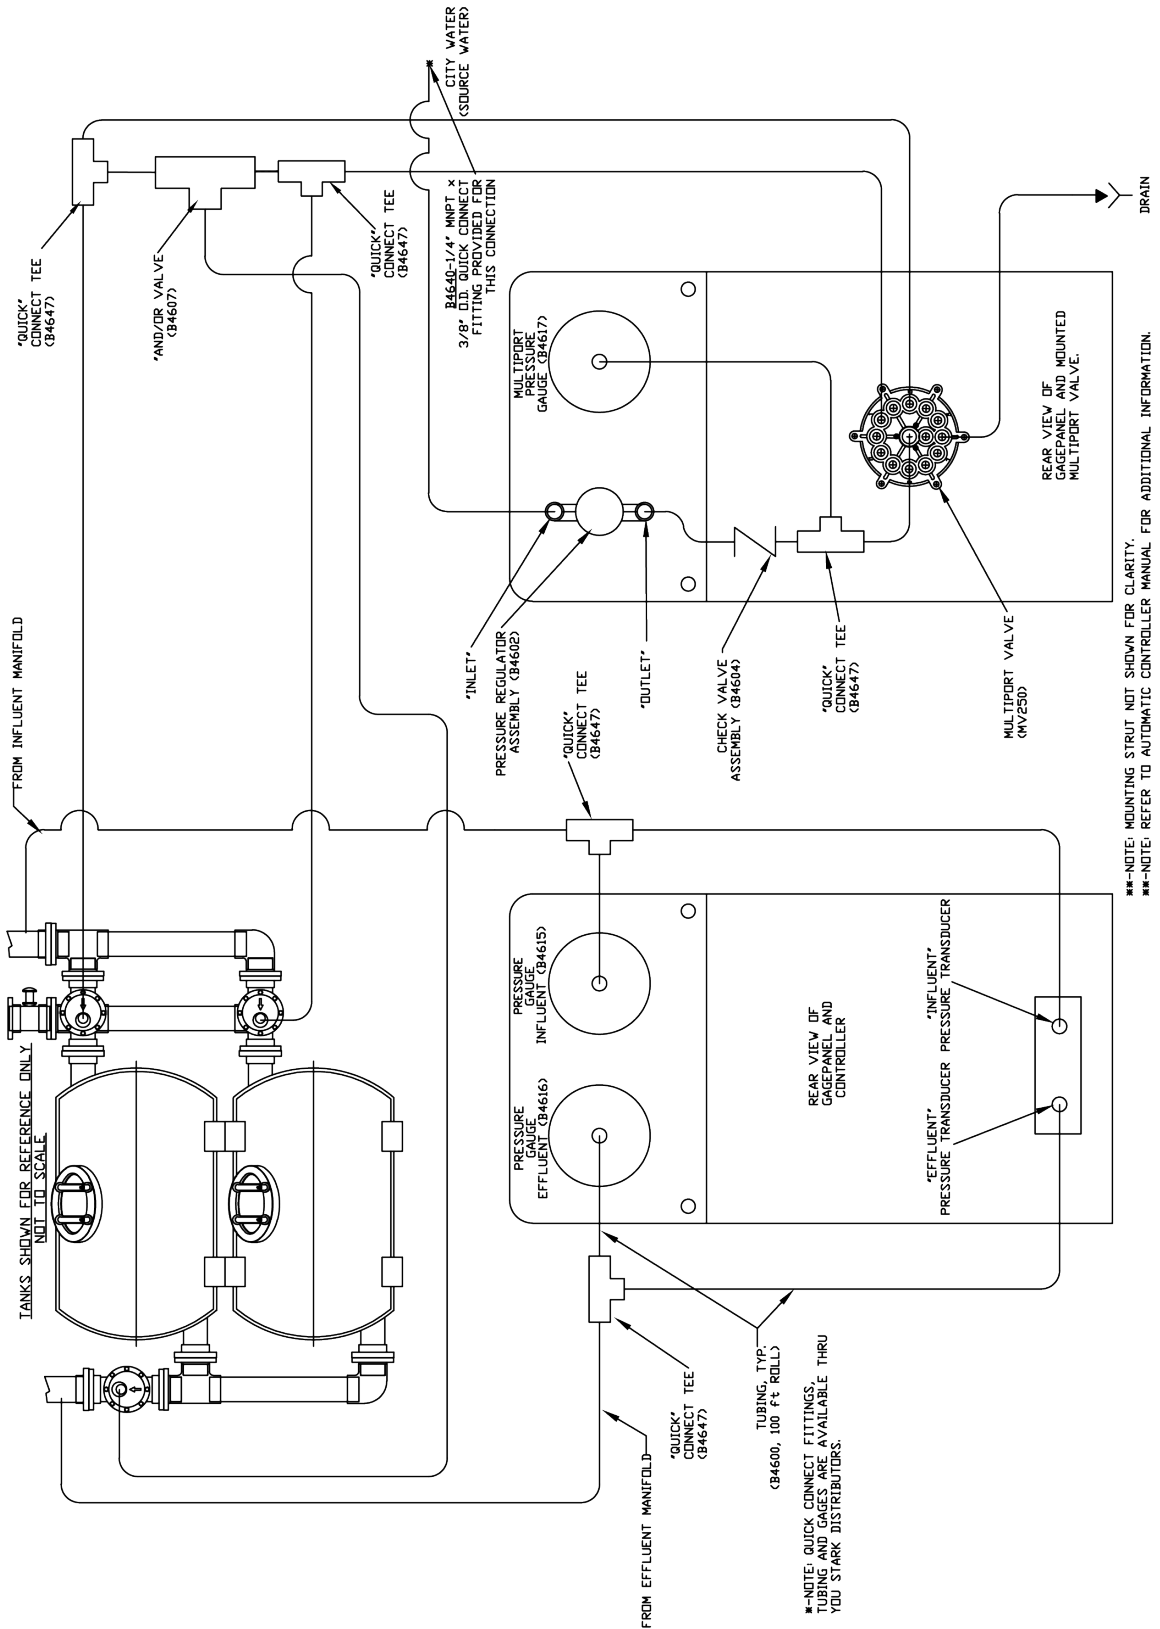 TANKS SHOWN FOR REFERENCE ONLY
NOT TO SCALE
FROM INFLUENT MANIFOLD
"QUICK"
CONNECT TEE
(B4647)
"AND/OR VALVE
(B4607)
"QUICK"
CONNECT TEE
(B4647)
CITY WATER
(SOURCE WATER)
B4640-1/4" MNPT x
3/8" O.D. QUICK CONNECT
FITTING PROVIDED FOR
THIS CONNECTION
MULTIPORT
PRESSURE
GAUGE (B4617)
"INLET"
PRESSURE REGULATOR
ASSEMBLY (B4602)
"OUTLET"
CHECK VALVE
ASSEMBLY (B4604)
"QUICK"
CONNECT TEE
(B4647)
MULTIPORT VALVE
(MV250)
REAR VIEW OF
GAGEPANEL AND MOUNTED
MULTIPORT VALVE.
DRAIN
"QUICK"
CONNECT TEE
(B4647)
PRESSURE
GAUGE
INFLUENT (B4615)
PRESSURE
GAUGE
EFFLUENT (B4616)
REAR VIEW OF
GAGEPANEL AND
CONTROLLER
"EFFLUENT"
PRESSURE TRANSDUCER
"INFLUENT"
PRESSURE TRANSDUCER
FROM EFFLUENT MANIFOLD
"QUICK"
CONNECT TEE
(B4647)
TUBING, TYP.
(B4600, 100 ft ROLL)
*-NOTE: QUICK CONNECT FITTINGS,
TUBING AND GAGES ARE AVAILABLE THRU
YOU STARK DISTRIBUTORS.
**-NOTE: MOUNTING STRUT NOT SHOWN FOR CLARITY.
**-NOTE: REFER TO AUTOMATIC CONTROLLER MANUAL FOR ADDITIONAL INFORMATION.
*